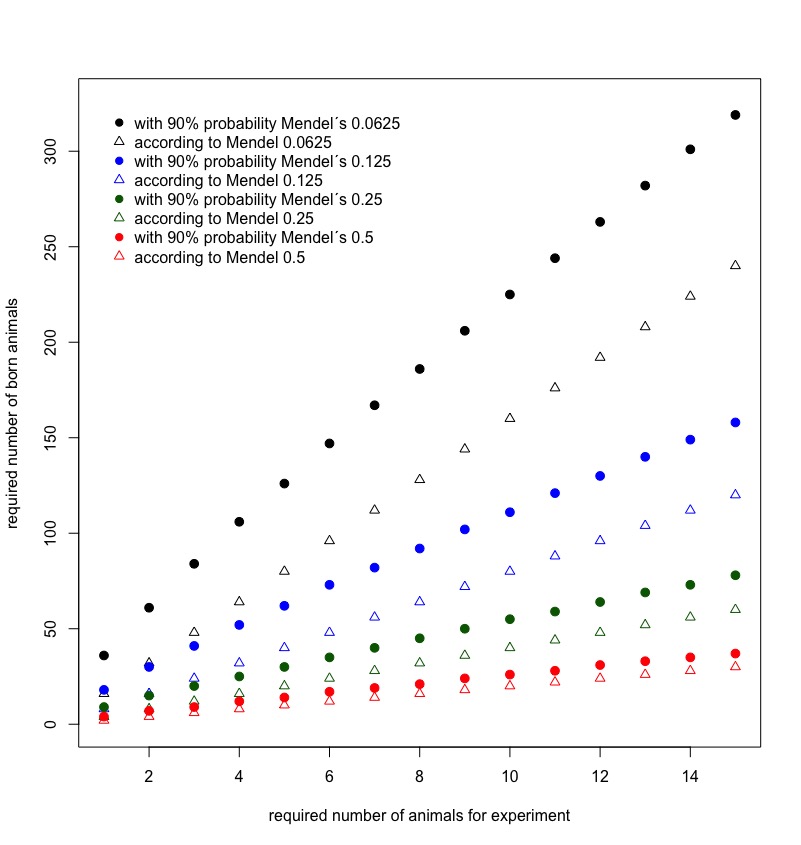 with 90% probability Mendel´s 0.0625
according to Mendel 0.0625
with 90% probability Mendel´s 0.125
according to Mendel 0.125
with 90% probability Mendel´s 0.25
according to Mendel 0.25
with 90% probability Mendel´s 0.5
according to Mendel 0.5
required number of born animals
300
250
200
150
100
50
0
2 4 6 8 10 12 14
required number of animals for experiment